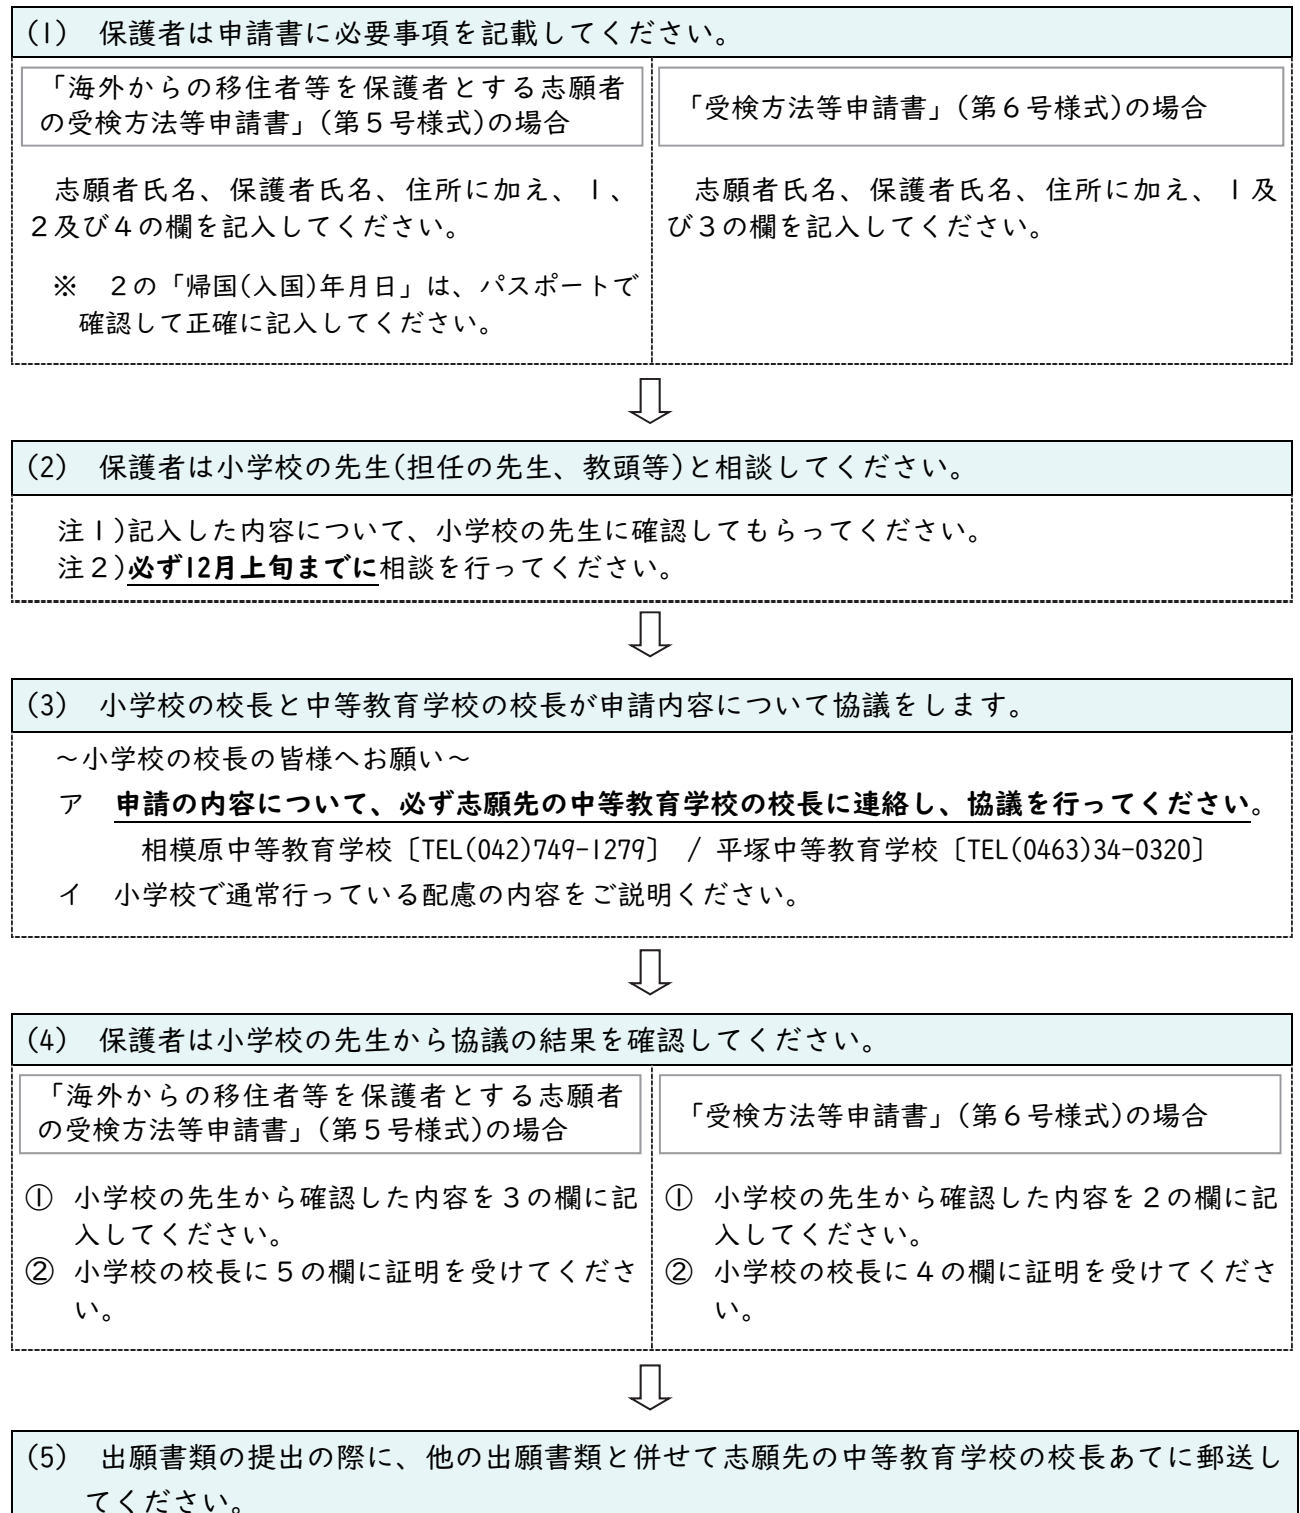 (1)　保護者は申請書に必要事項を記載してください。
「海外からの移住者等を保護者とする志願者
の受検方法等申請書」(第５号様式)の場合
志願者氏名、保護者氏名、住所に加え、１、
２及び４の欄を記入してください。
※　２の「帰国(入国)年月日」は、パスポートで
確認して正確に記入してください。
「受検方法等申請書」(第６号様式)の場合
志願者氏名、保護者氏名、住所に加え、１及
び３の欄を記入してください。
(2)　保護者は小学校の先生(担任の先生、教頭等)と相談してください。
注１)記入した内容について、小学校の先生に確認してもらってください。
注２)必ず12月上旬までに相談を行ってください。
(3)　小学校の校長と中等教育学校の校長が申請内容について協議をします。
～小学校の校長の皆様へお願い～
ア　申請の内容について、必ず志願先の中等教育学校の校長に連絡し、協議を行ってください。
相模原中等教育学校〔TEL(042)749-1279〕 / 平塚中等教育学校〔TEL(0463)34-0320〕
イ　小学校で通常行っている配慮の内容をご説明ください。
(4)　保護者は小学校の先生から協議の結果を確認してください。
「海外からの移住者等を保護者とする志願者
の受検方法等申請書」(第５号様式)の場合
①　小学校の先生から確認した内容を３の欄に記
入してください。
②　小学校の校長に５の欄に証明を受けてくださ
い。
「受検方法等申請書」(第６号様式)の場合
①　小学校の先生から確認した内容を２の欄に記
入してください。
②　小学校の校長に４の欄に証明を受けてくださ
い。
(5)　出願書類の提出の際に、他の出願書類と併せて志願先の中等教育学校の校長あてに郵送し
てください。